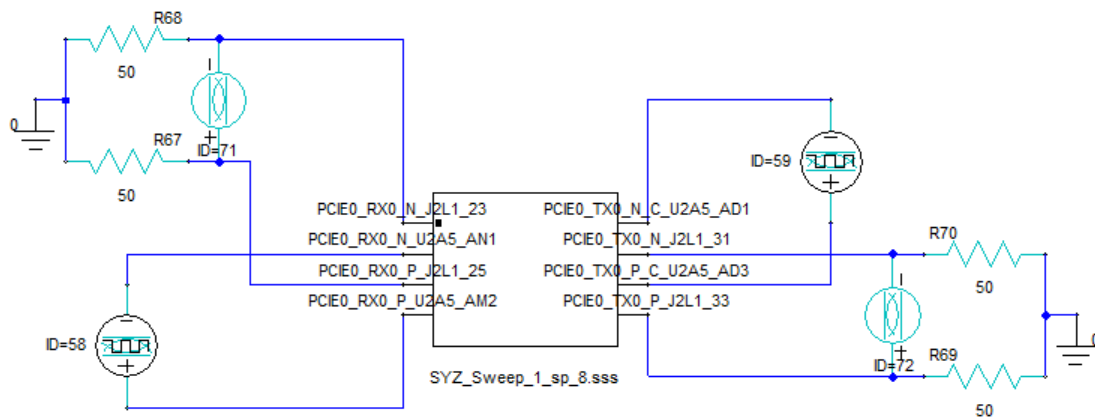 R68
50
0
R67
ID=71
50
ID=59
PCIE0_RX0_N_J2L1_23
PCIE0_TX0_N_C_U2A5_AD1
PCIE0_RX0_N_U2A5_AN1
PCIE0_TX0_N_J2L1_31
R70
PCIE0_RX0_P_J2L1_25
PCIE0_TX0_P_C_U2A5_AD3
50
PCIE0_RX0_P_U2A5_AM2
PCIE0_TX0_P_J2L1_33
ID=58
0
R69
ID=72
SYZ_Sweep_1_sp_8.sss
50